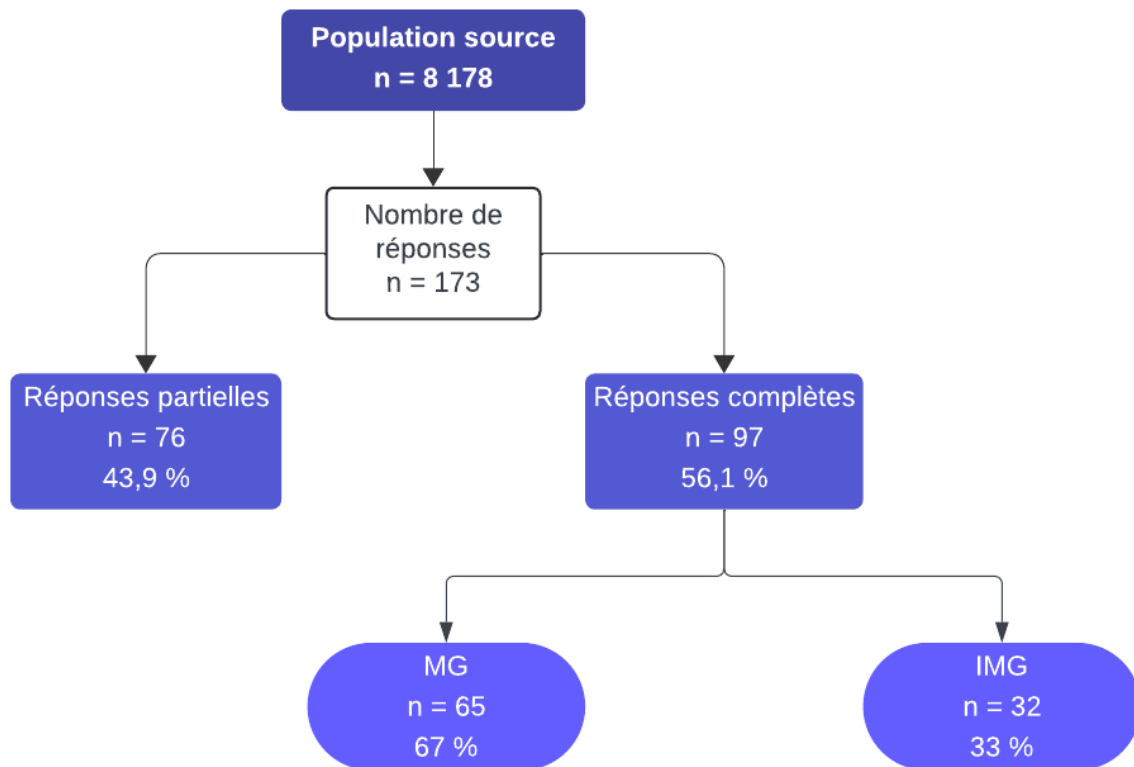 Population source
n = 8 178
Nombre de
réponses
n = 173
Réponses partielles
n = 76
43,9 %
Réponses complètes
n = 97
56,1 %
MG
n = 65
67 %
IMG
n = 32
33 %